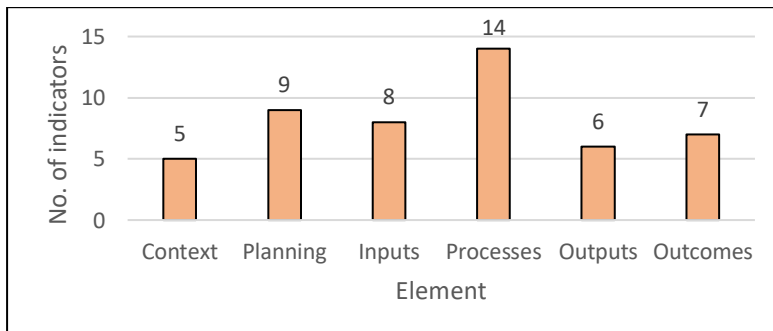 No. of indicators
15
10
5
0
5
9
8
14
6
7
Context
Planning
Inputs
Processes
Outputs
Outcomes
Element